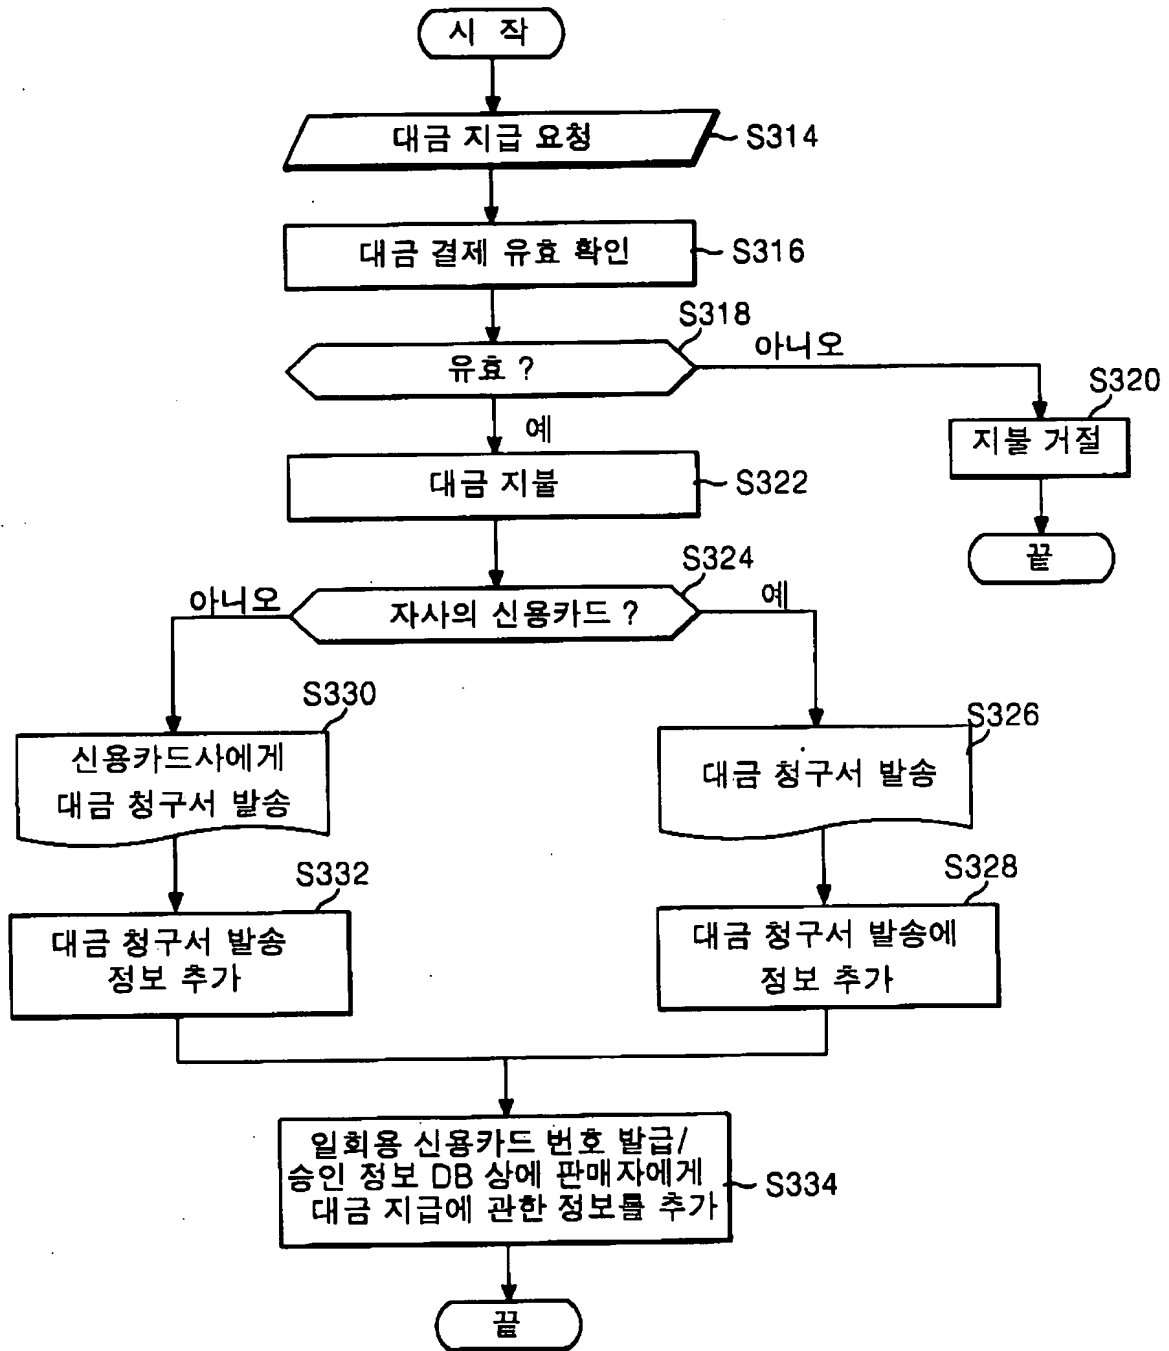 시 작
대금 지급 요청
S314
대금 결제 유효 확인
S316
S318
유효 ?
아니오
S320
지불 거절
끝
예
대금 지불
S322
S324
자사의 신용카드 ?
아니오
예
S330
신용카드사에게
대금 청구서 발송
S326
대금 청구서 발송
S332
대금 청구서 발송
정보 추가
S328
대금 청구서 발송에
정보 추가
일회용 신용카드 번호 발급/
승인 정보 DB 상에 판매자에게
대금 지급에 관한 정보를 추가
S334
끝